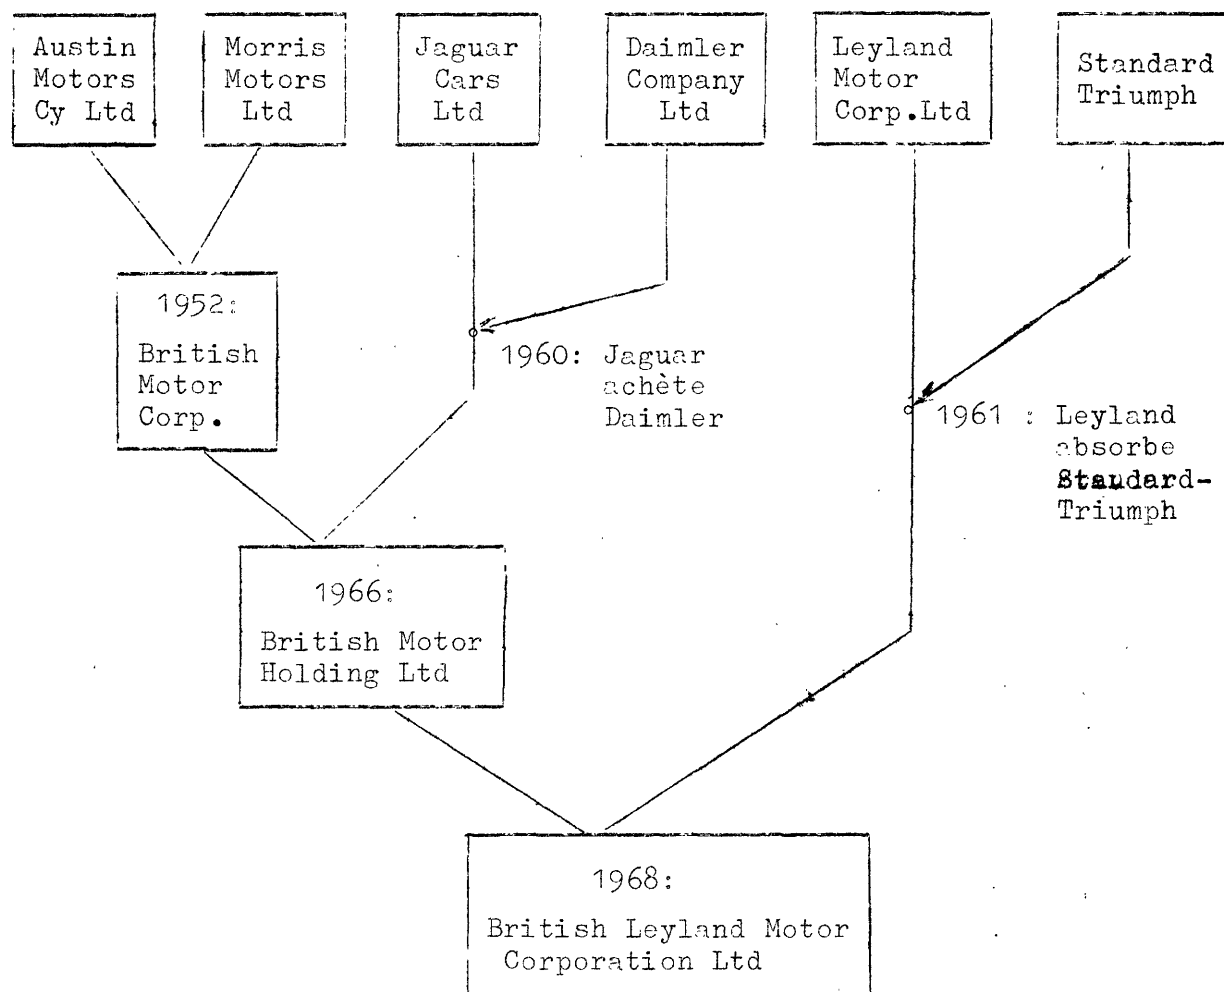 Austin
Motors
Cy Ltd
Morris
Motors
Ltd
Jaguar
Cars
Ltd
Daimler
Company
Ltd
Leyland
Motor
Corp.Ltd
Standard
Triumph
1952:
British
Motor
Corp.
1960: Jaguar
achète
Daimler
1961 : Leyland
absorbe
Standard-
Triumph
1966:
British Motor
Holding Ltd
1968:
British Leyland Motor
Corporation Ltd